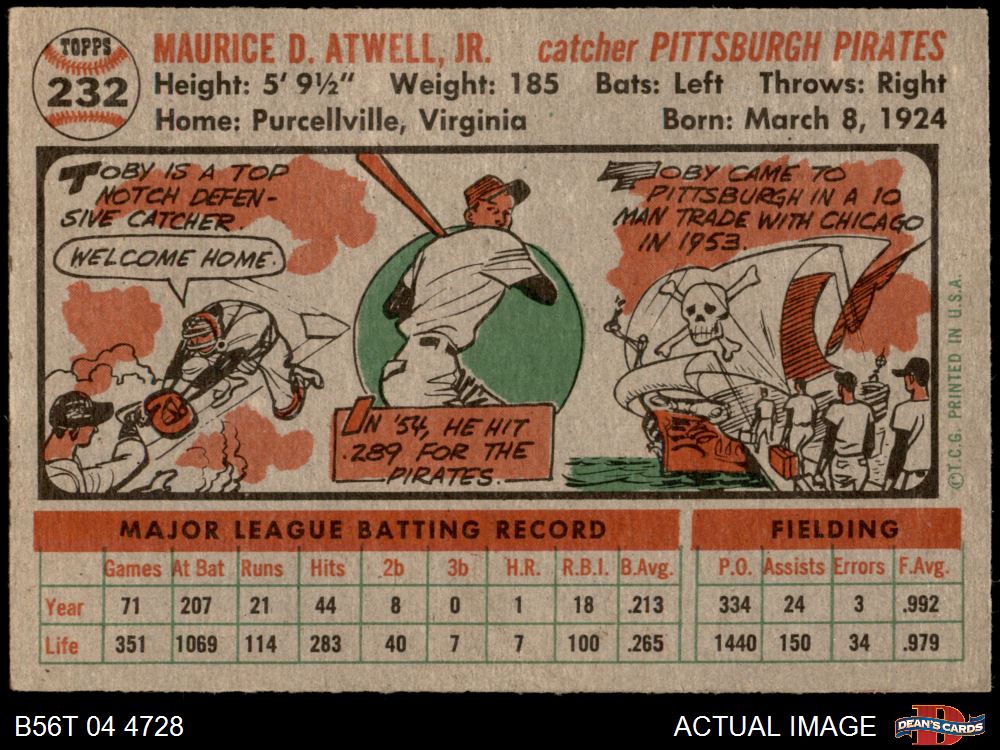 TOPPS
232
MAURICE D. ATWELL, JR. catcher PITTSBURGH PIRATES
Height: 5' 9½" Weight: 185 Bats: Left Throws: Right
Home: Purcellville, Virginia Born: March 8, 1924
TOBY IS A TOP
NOTCH DEFEN-
SIVE CATCHER.
WELCOME HOME.
IN '54, HE HIT
.289 FOR THE
PIRATES.
TOBY CAME TO
PITTSBURGH IN A 10
MAN TRADE WITH CHICAGO
IN 1953.
©T.C.G. PRINTED IN U.S.A.
MAJOR LEAGUE BATTING RECORD FIELDING
Games At Bat Runs Hits 2b 3b H.R. R.B.I. B.Avg. P.O. Assists Errors F.Avg.
Year 71 207 21 44 8 0 1 18 .213 334 24 3 .992
Life 351 1069 114 283 40 7 7 100 .265 1440 150 34 .979
B56T 04 4728 ACTUAL IMAGE DEAN'S CARDS